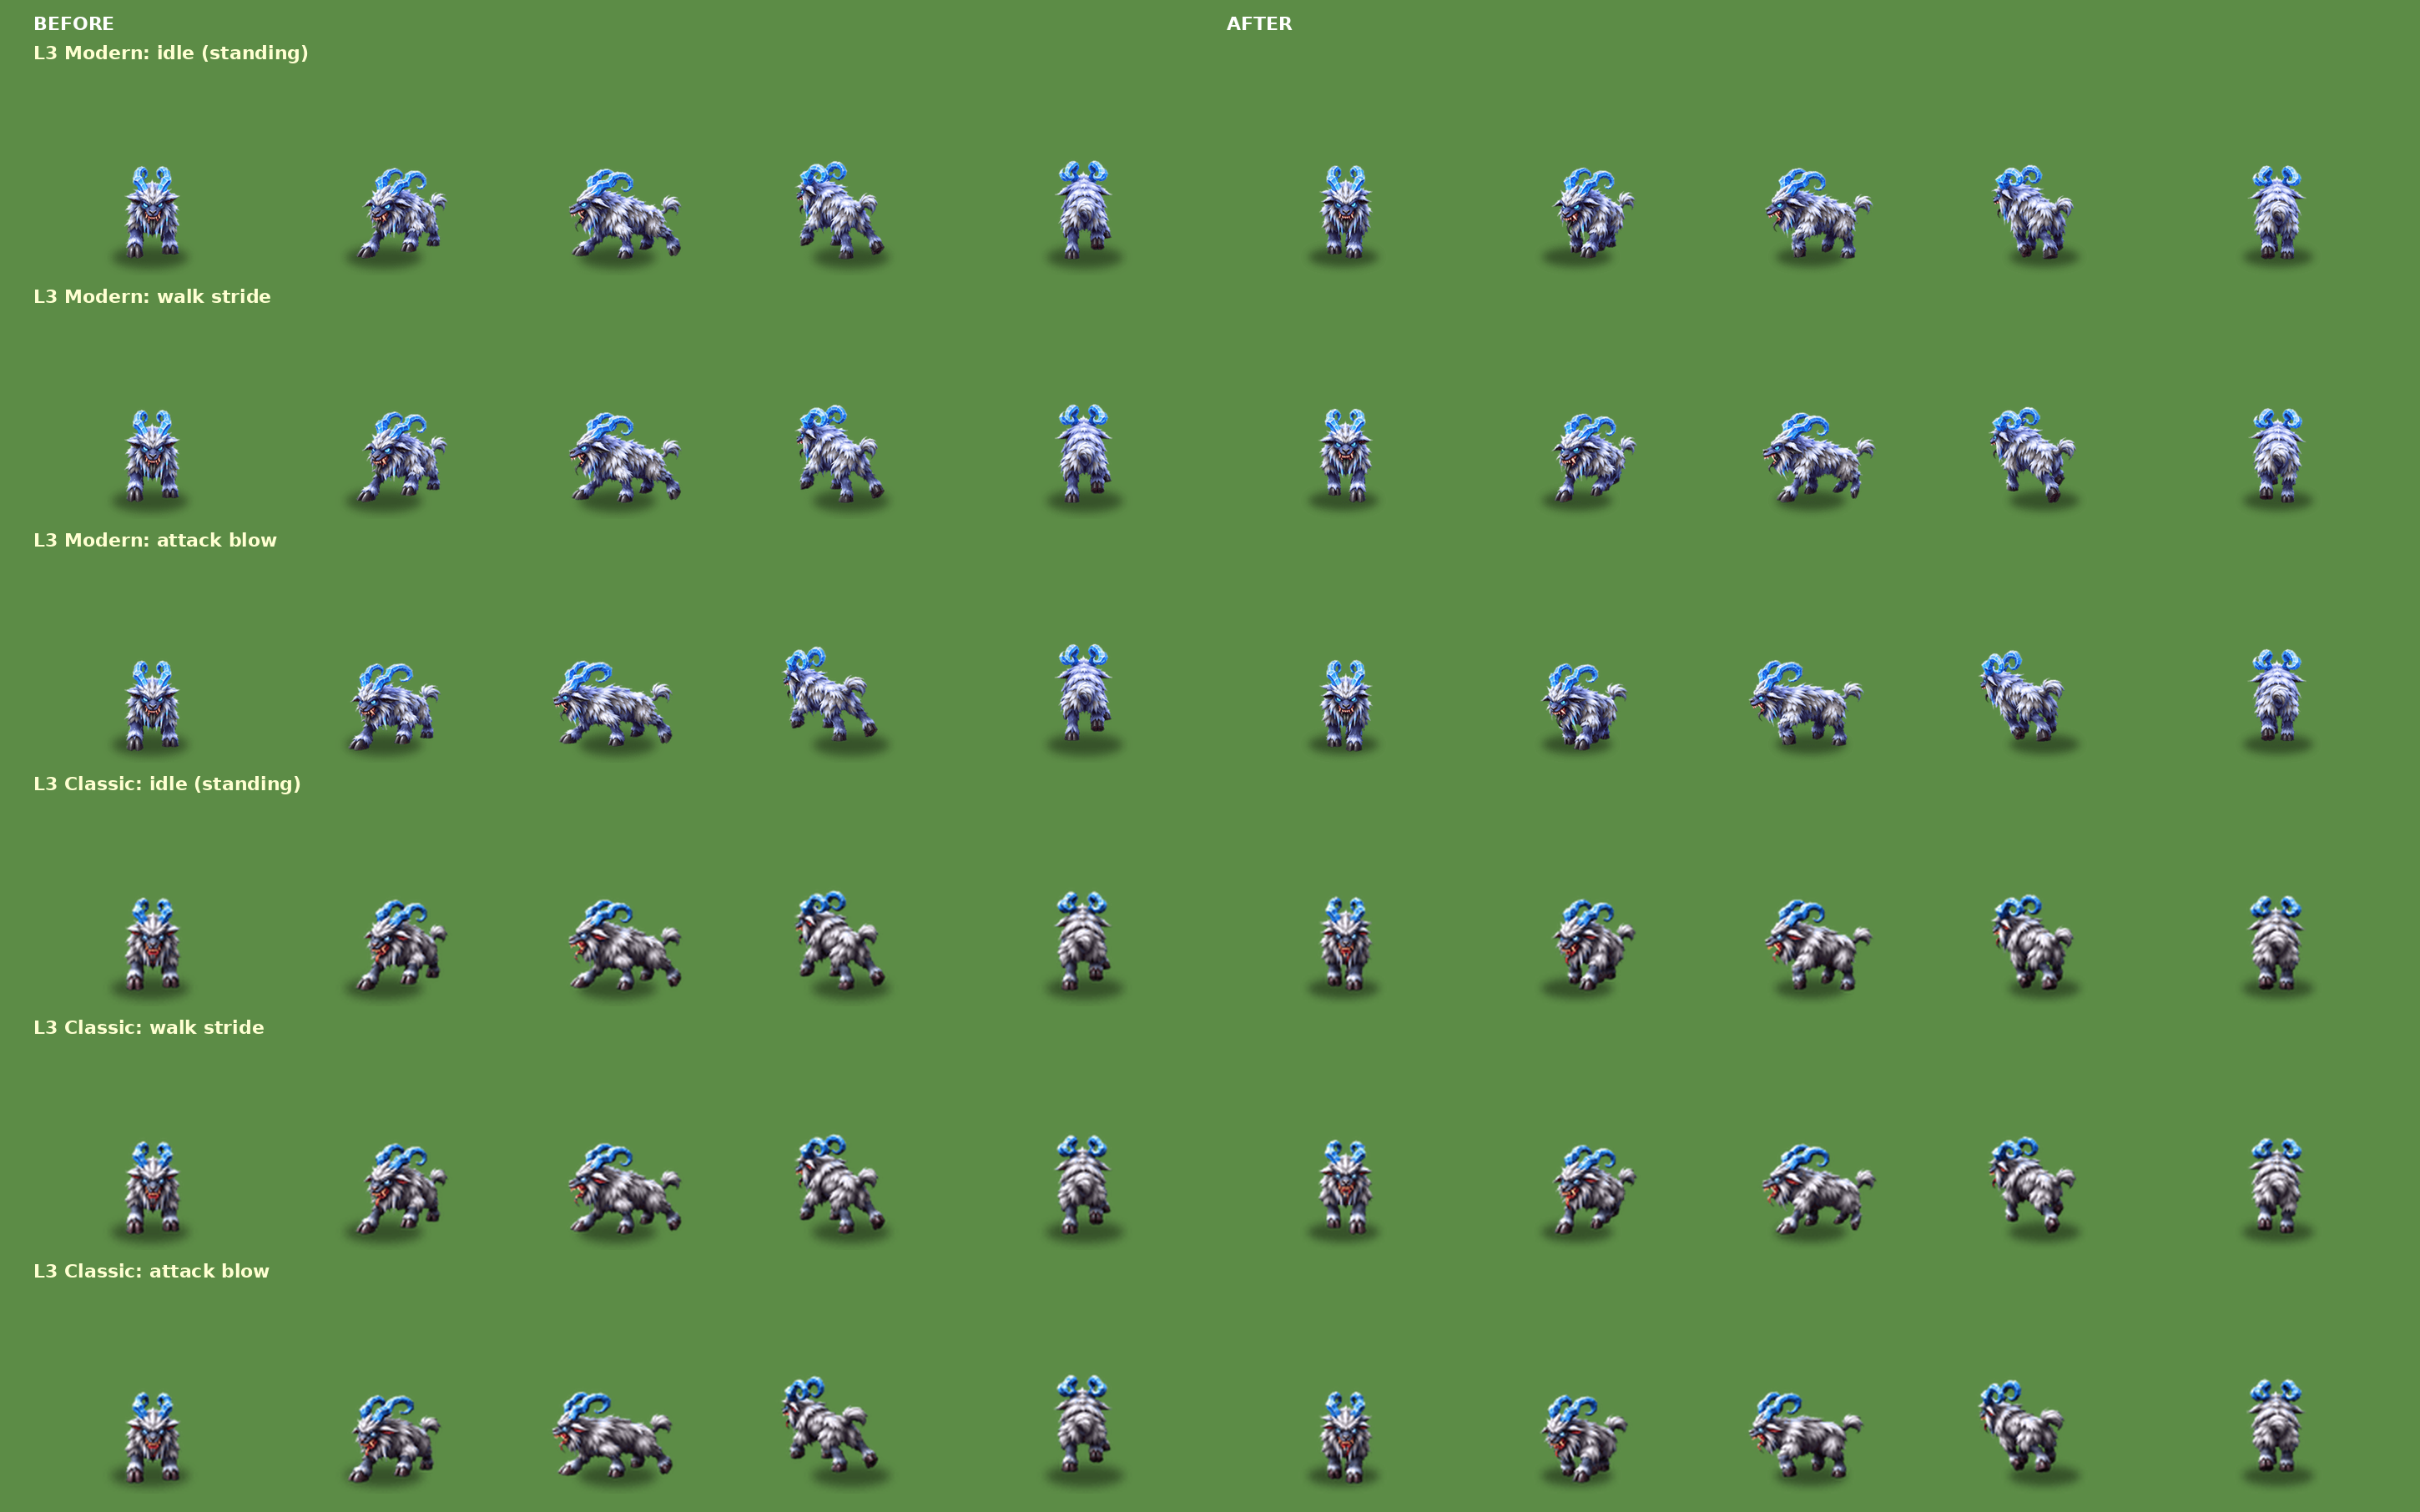 BEFORE
AFTER
L3 Modern: idle (standing)
L3 Modern: walk stride
L3 Modern: attack blow
L3 Classic: idle (standing)
L3 Classic: walk stride
L3 Classic: attack blow